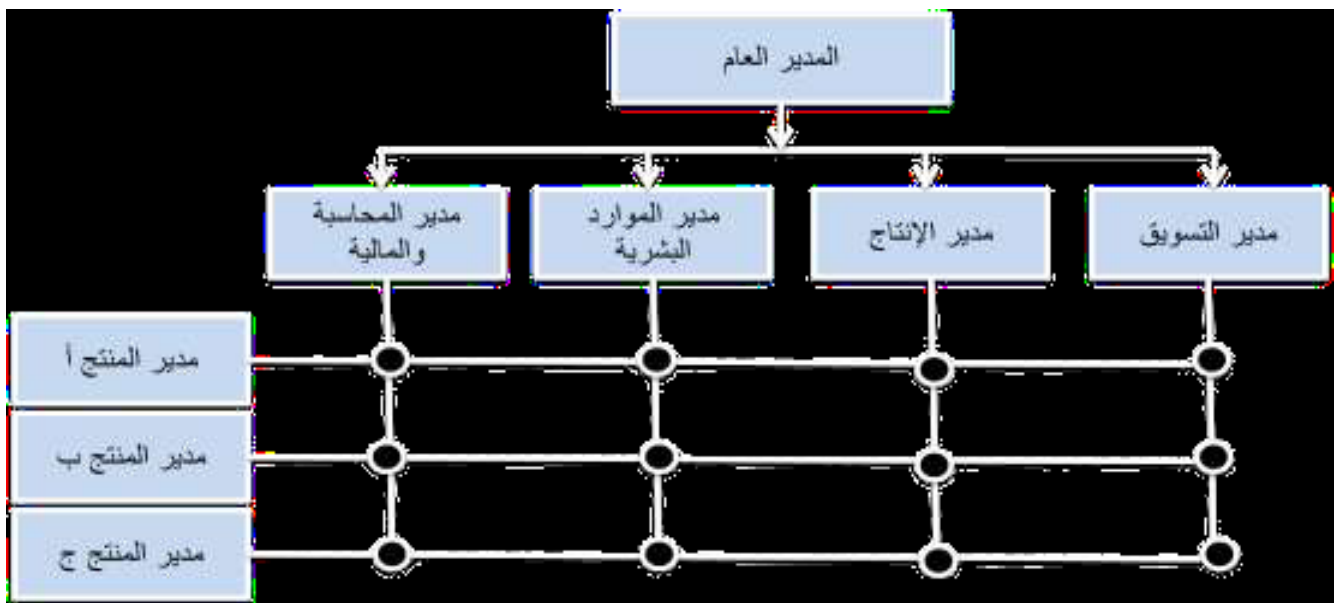 المدير العام
مدير التسويق
مدير الإنتاج
مدير الموارد
البشرية
مدير المحاسبة
والمالية
مدير المنتج أ
مدير المنتج ب
مدير المنتج ج